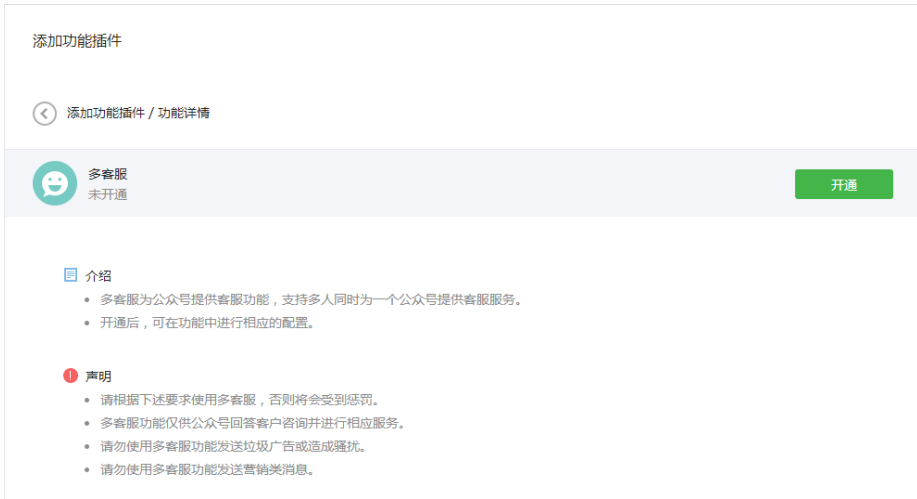 添加功能插件
添加功能插件 / 功能详情
多客服
未开通
开通
介绍
• 多客服为公众号提供客服功能，支持多人同时为一个公众号提供客服服务。
• 开通后，可在功能中进行相应的配置。
声明
• 请根据下述要求使用多客服，否则将会受到惩罚。
• 多客服功能仅供公众号回答客户咨询并进行相应服务。
• 请勿使用多客服功能发送垃圾广告或造成骚扰。
• 请勿使用多客服功能发送营销类消息。